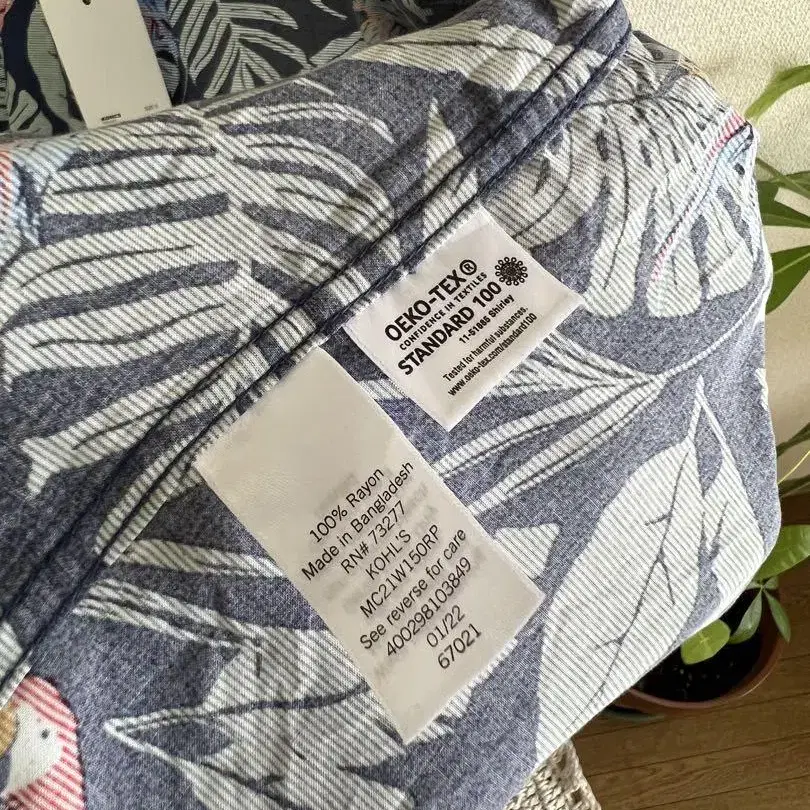 OEKO-TEX®
CONFIDENCE IN TEXTILES
STANDARD 100
11-51865 Shirley
Tested for harmful substances.
www.oeko-tex.com/standard100
100% Rayon
Made in Bangladesh
RN# 73277
KOHL'S
MC21W150RP
See reverse for care
400298103849
01/22
67021